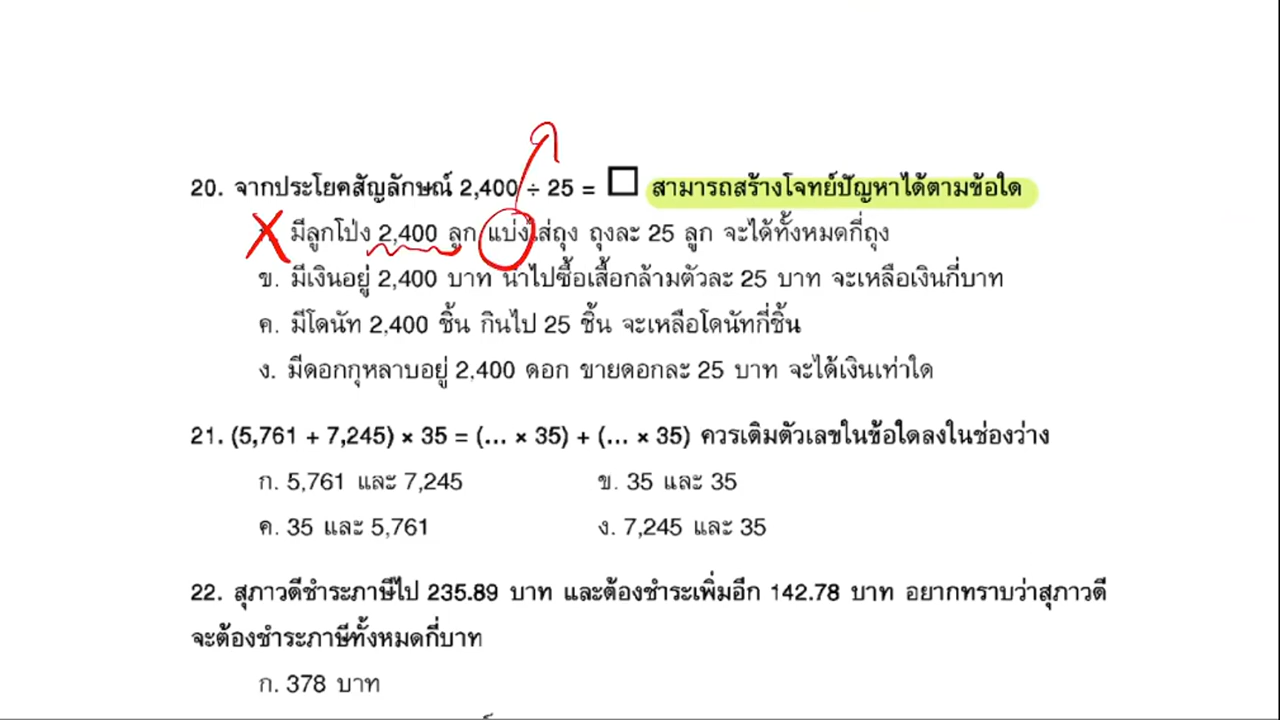 20. จากประโยคสัญลักษณ์ 2,400 ÷ 25 = □ สามารถสร้างโจทย์ปัญหาได้ตามข้อใด
มีลูกโป่ง 2,400 ลูก แบ่งใส่ถุง ถุงละ 25 ลูก จะได้ทั้งหมดกี่ถุง
ข. มีเงินอยู่ 2,400 บาท นำไปซื้อเสื้อกล้ามตัวละ 25 บาท จะเหลือเงินกี่บาท
ค. มีโดนัท 2,400 ชิ้น กินไป 25 ชิ้น จะเหลือโดนัทกี่ชิ้น
ง. มีดอกกุหลาบอยู่ 2,400 ดอก ขายดอกละ 25 บาท จะได้เงินเท่าใด
21. (5,761 + 7,245) × 35 = (... × 35) + (... × 35) ควรเติมตัวเลขในข้อใดลงในช่องว่าง
ก. 5,761 และ 7,245 ข. 35 และ 35
ค. 35 และ 5,761 ง. 7,245 และ 35
22. สุภาวดีชำระภาษีไป 235.89 บาท และต้องชำระเพิ่มอีก 142.78 บาท อยากทราบว่าสุภาวดี
จะต้องชำระภาษีทั้งหมดกี่บาท
ก. 378 บาท